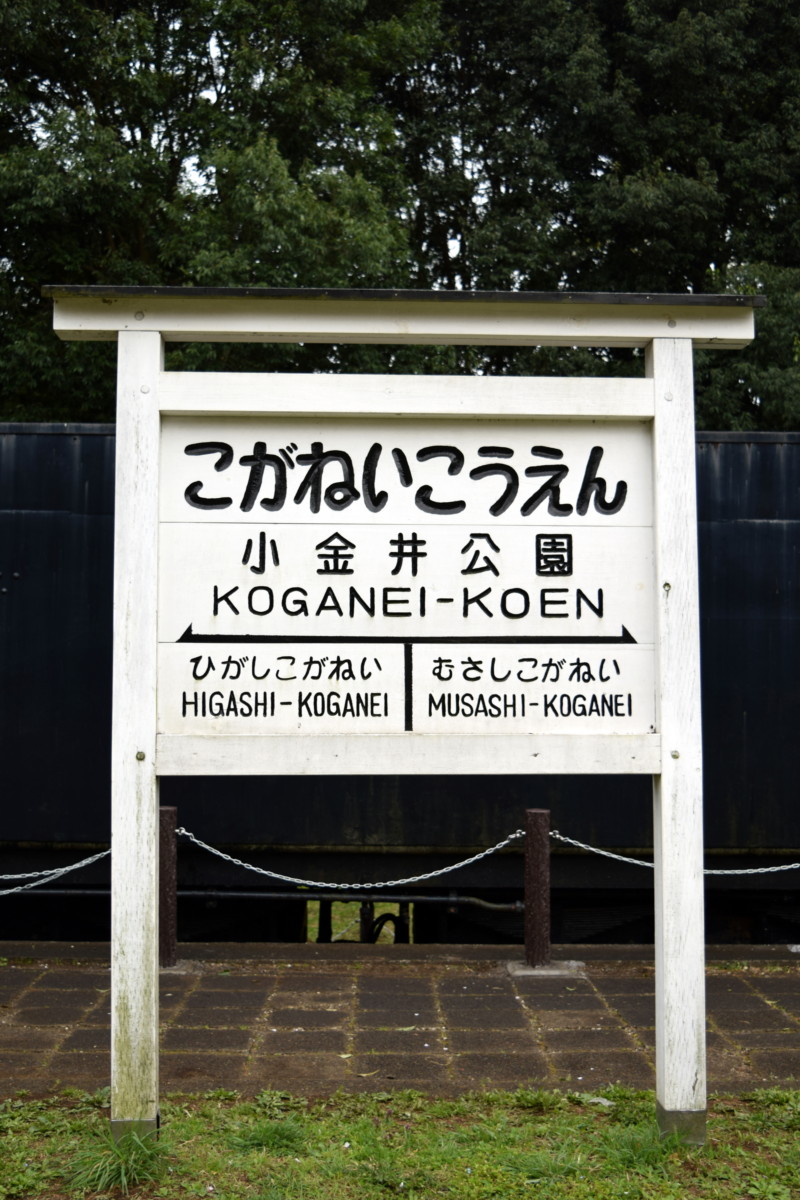 こがねいこうえん
小金井公園
KOGANEI-KOEN
ひがしこがねい
HIGASHI-KOGANEI
むさしこがねい
MUSASHI-KOGANEI